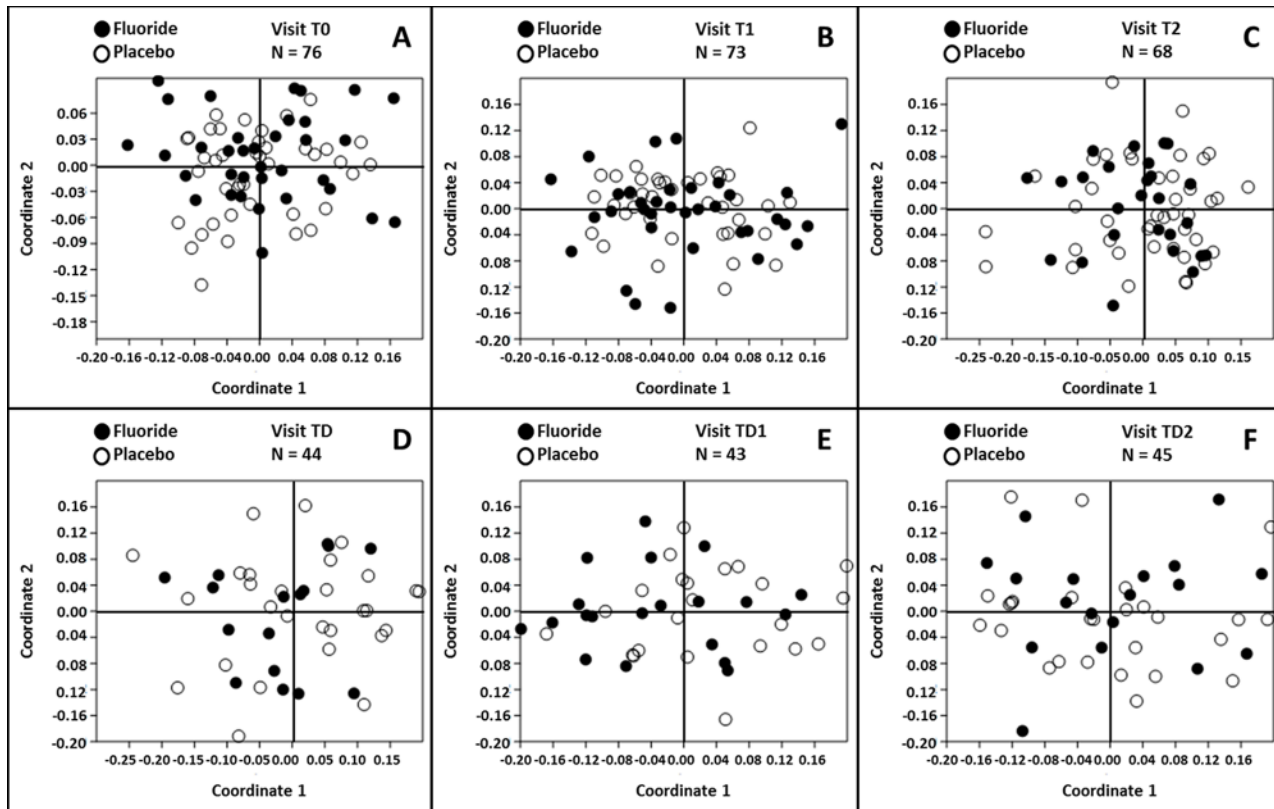 Fluoride Visit T0 A
Placebo N = 76
0.06
0.03
0.00
-0.03
-0.06
-0.09
-0.12
-0.15
-0.18
Coordinate 2
-0.20 -0.16 -0.12 -0.08 -0.04 -0.00 0.04 0.08 0.12 0.16
Coordinate 1
Fluoride Visit T1 B
Placebo N = 73
0.16
0.12
0.08
0.04
0.00
0.04
0.08
0.12
-0.16
-0.20
Coordinate 2
-0.20 -0.16 -0.12 -0.08 -0.04 0.00 0.04 0.08 0.12 0.16
Coordinate 1
Fluoride Visit T2 C
Placebo N = 68
0.16
0.12
0.08
0.04
0.00
0.04
0.08
0.12
-0.16
-0.20
Coordinate 2
-0.25 -0.20 -0.15 -0.10 -0.05 0.00 0.05 0.10 0.15
Coordinate 1
Fluoride Visit TD D
Placebo N = 44
0.16
0.12
0.08
0.04
0.00
0.04
0.08
0.12
-0.16
-0.20
Coordinate 2
-0.25 -0.20 -0.15 -0.10 -0.05 0.00 0.05 0.10 0.15
Coordinate 1
Fluoride Visit TD1 E
Placebo N = 43
0.16
0.12
0.08
0.04
0.00
0.04
0.08
0.12
-0.16
-0.20
Coordinate 2
-0.20 -0.16 -0.12 -0.08 -0.04 0.00 0.04 0.08 0.12 0.16
Coordinate 1
Fluoride Visit TD2 F
Placebo N = 45
0.16
0.12
0.08
0.04
0.00
0.04
0.08
0.12
-0.16
-0.20
Coordinate 2
-0.20 -0.16 -0.12 -0.08 -0.04 0.00 0.04 0.08 0.12 0.16
Coordinate 1